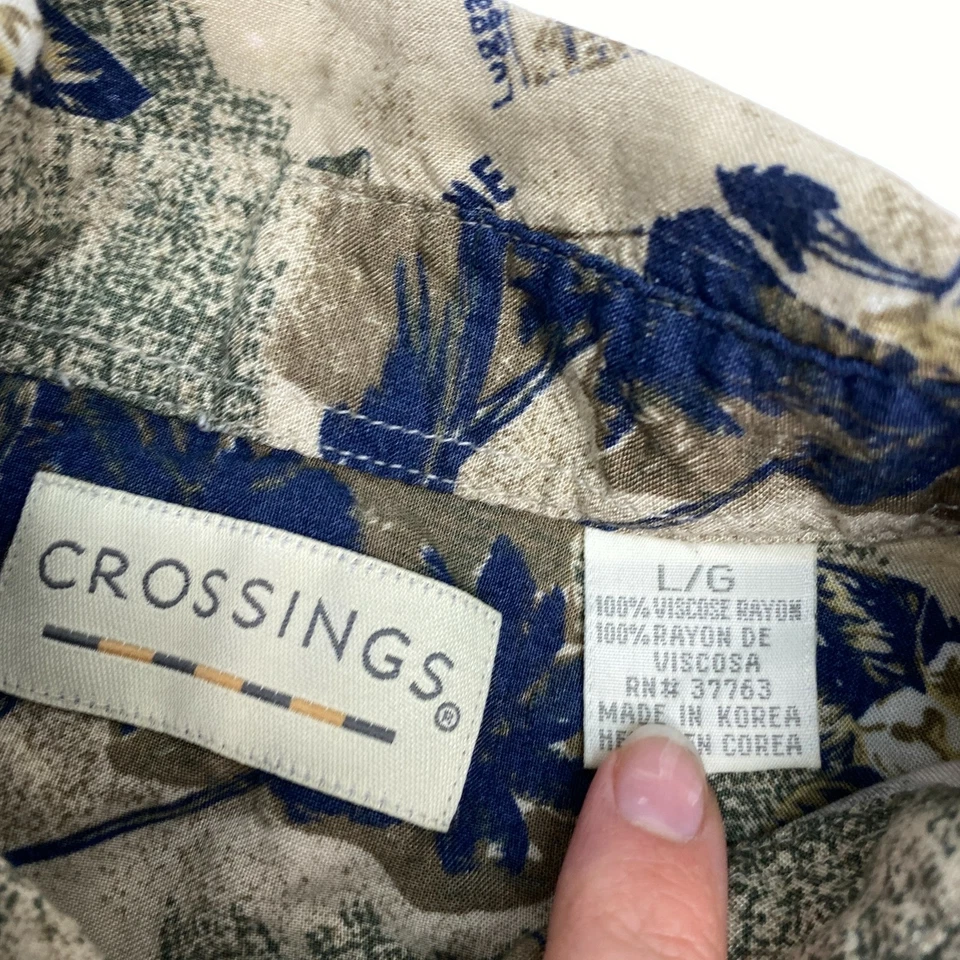 CROSSINGS®
L/G
100% VISCOSE RAYON
100% RAYON DE
VISCOSA
RN# 37763
MADE IN KOREA
EN COREA